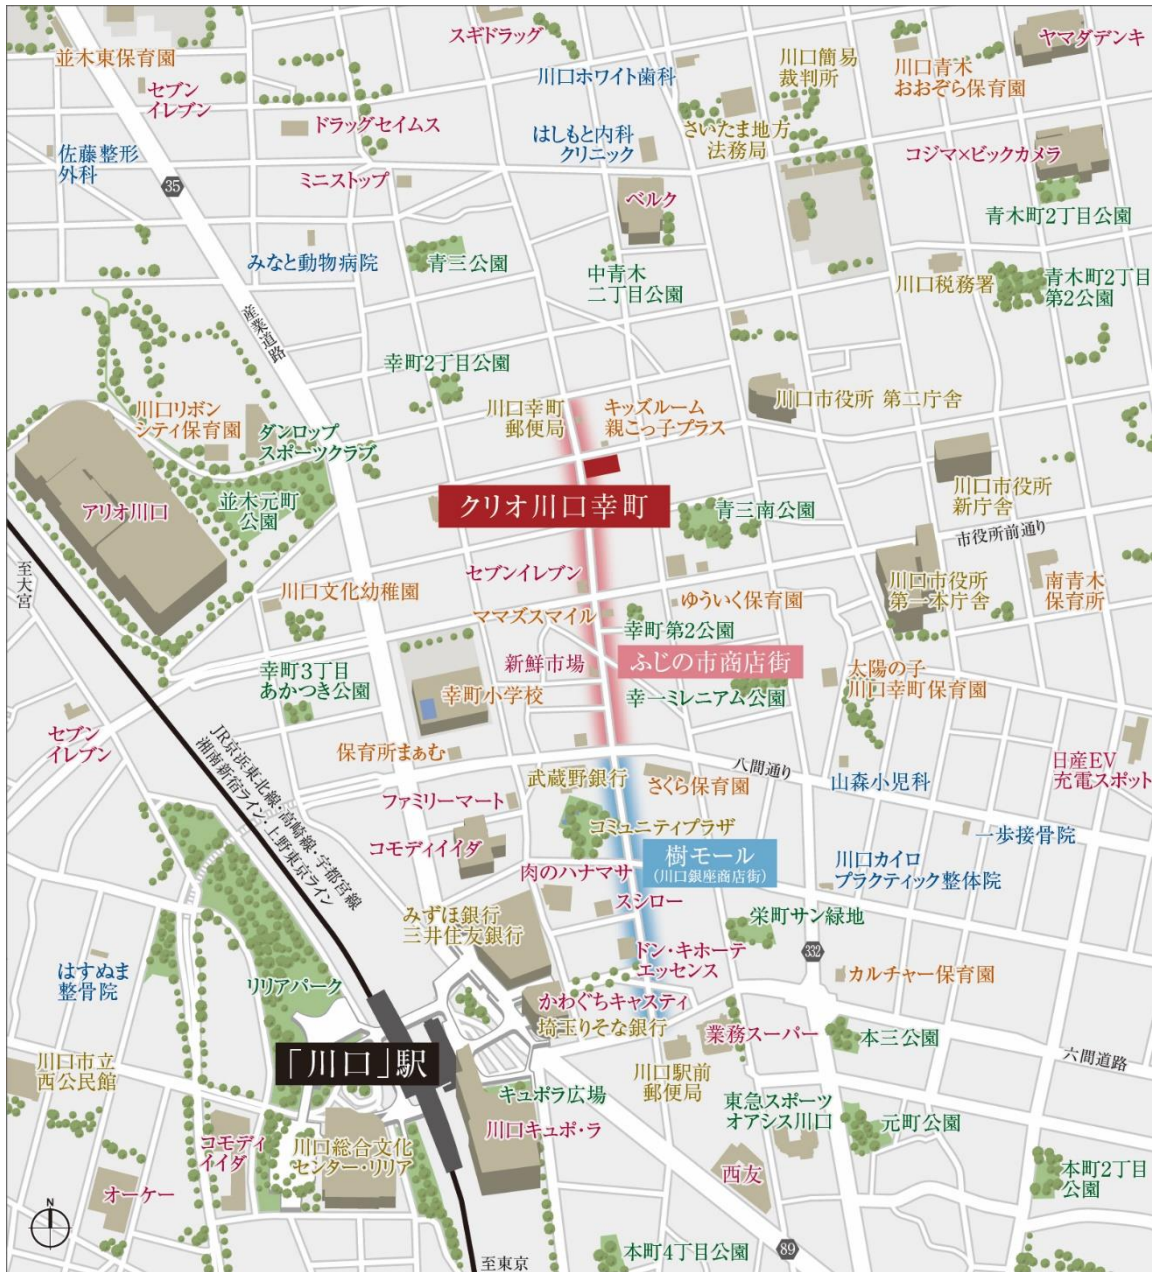 スギドラッグ
ヤマダデンキ
並木東保育園
川口簡易
裁判所
川口青木
おおぞら保育園
川口ホワイト歯科
セブン
イレブン
ドラッグセイムス
はしもと内科
クリニック
さいたま地方
法務局
コジマ×ビックカメラ
佐藤整形
外科
35
ミニストップ
ベルク
青木町2丁目公園
みなと動物病院
青三公園
中青木
二丁目公園
川口税務署
青木町2丁目
第2公園
産業道路
幸町2丁目公園
川口リボン
シティ保育園
ダンロップ
スポーツクラブ
川口幸町
郵便局
キッズルーム
親こっ子プラス
川口市役所 第二庁舎
川口市役所
新庁舎
クリオ川口幸町
アリオ川口
並木元町
公園
青三南公園
市役所前通り
至大宮
セブンイレブン
川口文化幼稚園
ママズスマイル
ゆういく保育園
川口市役所
第一本庁舎
南青木
保育所
幸町第2公園
新鮮市場
ふじの市商店街
幸町3丁目
あかつき公園
幸町小学校
幸一ミレニアム公園
太陽の子
川口幸町保育園
セブン
イレブン
JR京浜東北線・高崎線・宇都宮線
湘南新宿ライン・上野東京ライン
保育所まぁむ
八間通り
武蔵野銀行
さくら保育園
山森小児科
日産EV
充電スポット
ファミリーマート
コミュニティプラザ
一歩接骨院
コモディイイダ
樹モール
(川口銀座商店街)
肉のハナマサ
川口カイロ
プラクティック整体院
スシロー
みずほ銀行
三井住友銀行
栄町サン緑地
ドン・キホーテ
エッセンス
332
はすぬま
整骨院
リリアパーク
カルチャー保育園
かわぐちキャスティ
埼玉りそな銀行
業務スーパー
本三公園
六間道路
川口市立
西公民館
「川口」駅
川口駅前
郵便局
キュポラ広場
東急スポーツ
オアシス川口
元町公園
川口キュポ・ラ
コモディ
イイダ
川口総合文化
センター・リリア
オーケー
西友
本町2丁目
公園
N
至東京
本町4丁目公園
89